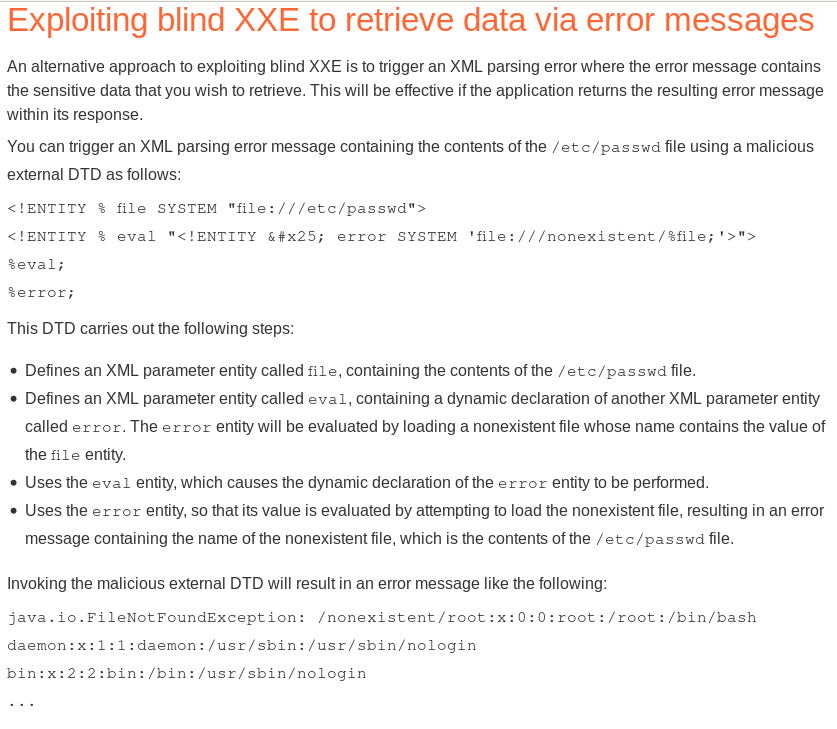 Exploiting blind XXE to retrieve data via error messages
An alternative approach to exploiting blind XXE is to trigger an XML parsing error where the error message contains
the sensitive data that you wish to retrieve. This will be effective if the application returns the resulting error message
within its response.
You can trigger an XML parsing error message containing the contents of the /etc/passwd file using a malicious
external DTD as follows:
<!ENTITY % file SYSTEM "file:///etc/passwd">
<!ENTITY % eval "<!ENTITY &#x25; error SYSTEM 'file:///nonexistent/%file;'>">
%eval;
%error;
This DTD carries out the following steps:
• Defines an XML parameter entity called file, containing the contents of the /etc/passwd file.
• Defines an XML parameter entity called eval, containing a dynamic declaration of another XML parameter entity
called error. The error entity will be evaluated by loading a nonexistent file whose name contains the value of
the file entity.
• Uses the eval entity, which causes the dynamic declaration of the error entity to be performed.
• Uses the error entity, so that its value is evaluated by attempting to load the nonexistent file, resulting in an error
message containing the name of the nonexistent file, which is the contents of the /etc/passwd file.
Invoking the malicious external DTD will result in an error message like the following:
java.io.FileNotFoundException: /nonexistent/root:x:0:0:root:/root:/bin/bash
daemon:x:1:1:daemon:/usr/sbin:/usr/sbin/nologin
bin:x:2:2:bin:/bin:/usr/sbin/nologin
...